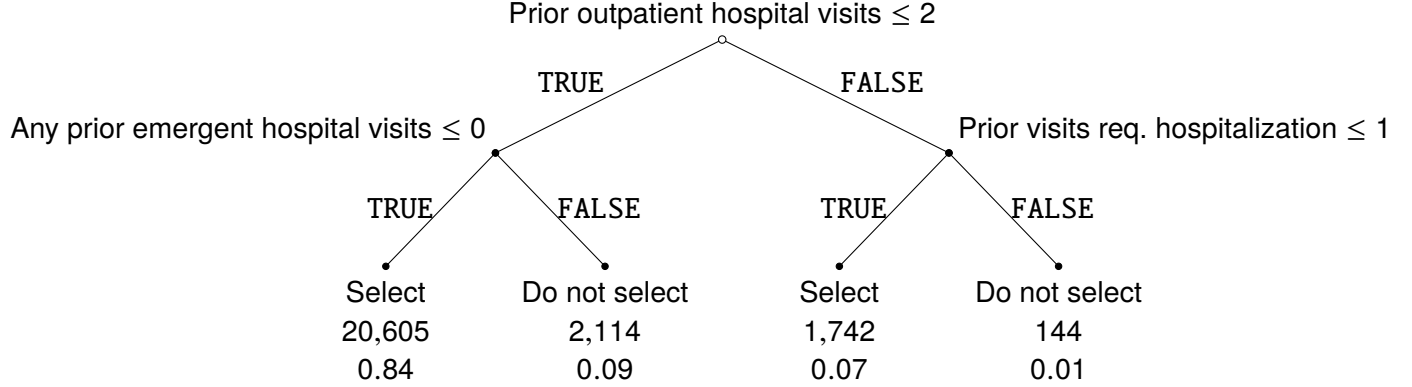 Prior outpatient hospital visits ≤ 2
TRUE
FALSE
Any prior emergent hospital visits ≤ 0
Prior visits req. hospitalization ≤ 1
TRUE
FALSE
TRUE
FALSE
Select
Do not select
Select
Do not select
20,605
2,114
1,742
144
0.84
0.09
0.07
0.01